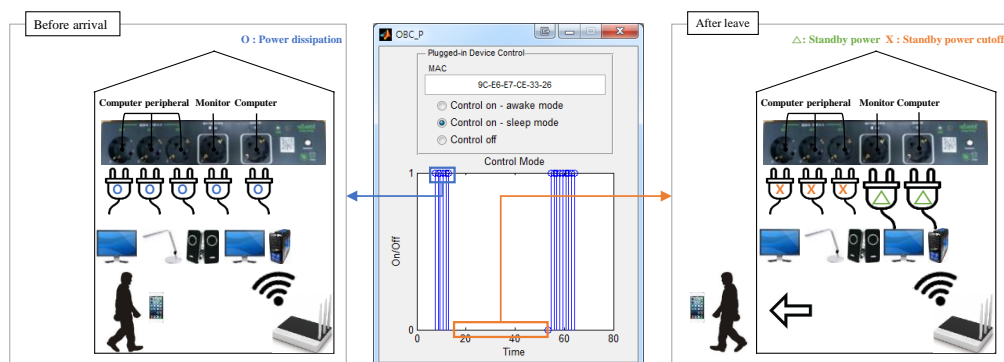 Before arrival
O : Power dissipation
Computer peripheral Monitor Computer
O O O O O
OBC_P
Plugged-in Device Control
MAC
9C-E6-E7-CE-33-26
Control on - awake mode
Control on - sleep mode
Control off
Control Mode
1
0
On/Off
0 20 40 60 80
Time
After leave
△: Standby power X : Standby power cutoff
Computer peripheral Monitor Computer
X X X △ △